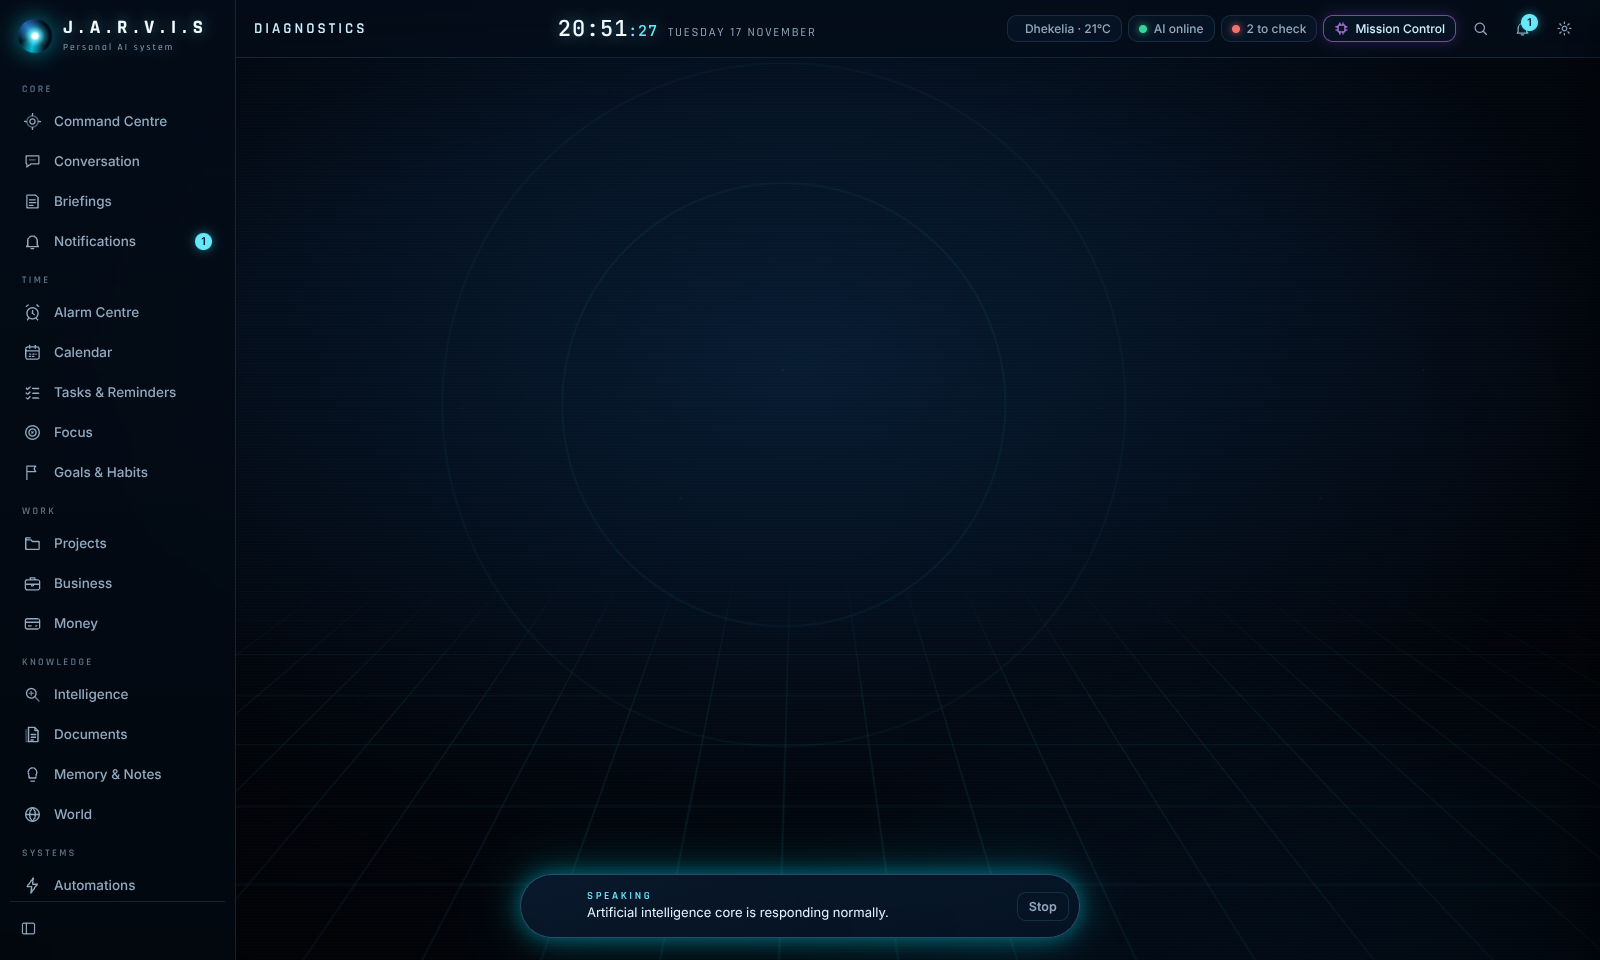 J.A.R.V.I.S
Personal AI system
DIAGNOSTICS
20:51:27 TUESDAY 17 NOVEMBER
Dhekelia · 21°C
AI online
2 to check
Mission Control
1
CORE
Command Centre
Conversation
Briefings
Notifications 1
TIME
Alarm Centre
Calendar
Tasks & Reminders
Focus
Goals & Habits
WORK
Projects
Business
Money
KNOWLEDGE
Intelligence
Documents
Memory & Notes
World
SYSTEMS
Automations
SPEAKING
Artificial intelligence core is responding normally.
Stop